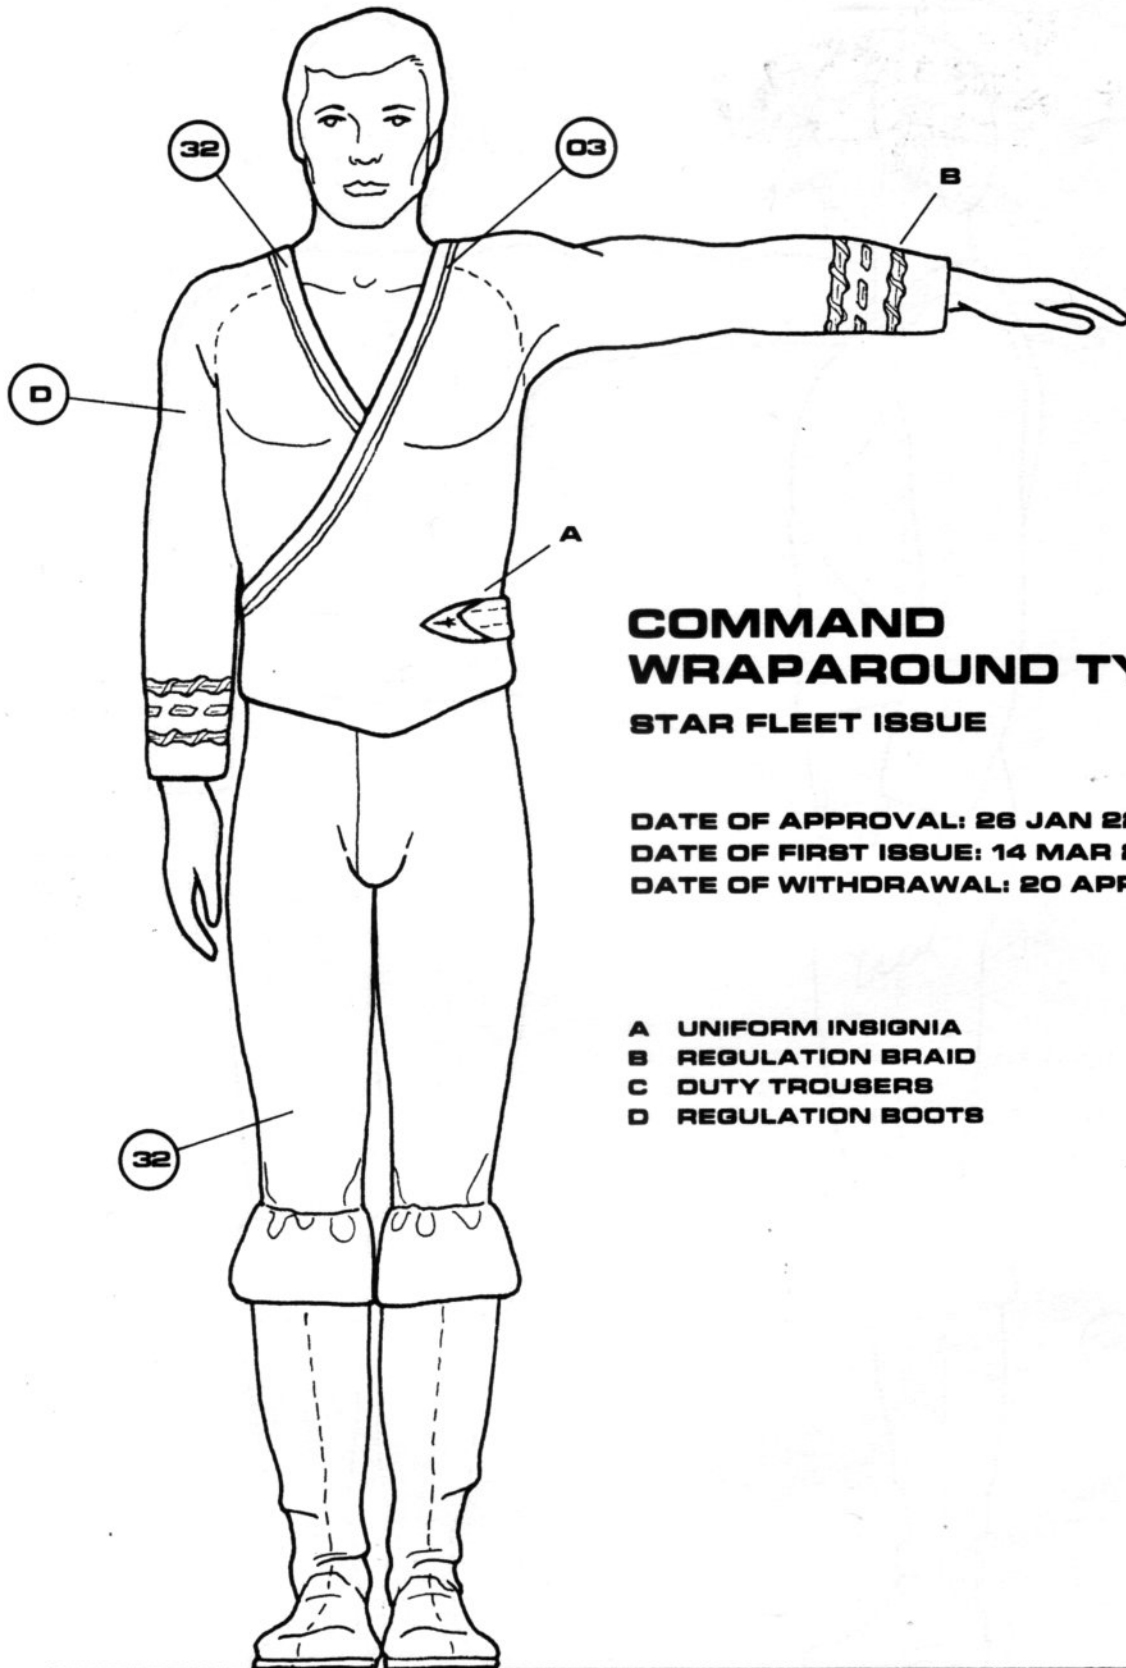 32
03
B
D
A
COMMAND
WRAPAROUND
STAR FLEET ISSUE
DATE OF APPROVAL: 26 JAN
DATE OF FIRST ISSUE: 14 MAR
DATE OF WITHDRAWAL: 20
A UNIFORM INSIGNIA
B REGULATION BRAID
C DUTY TROUSERS
D REGULATION BOOTS
32